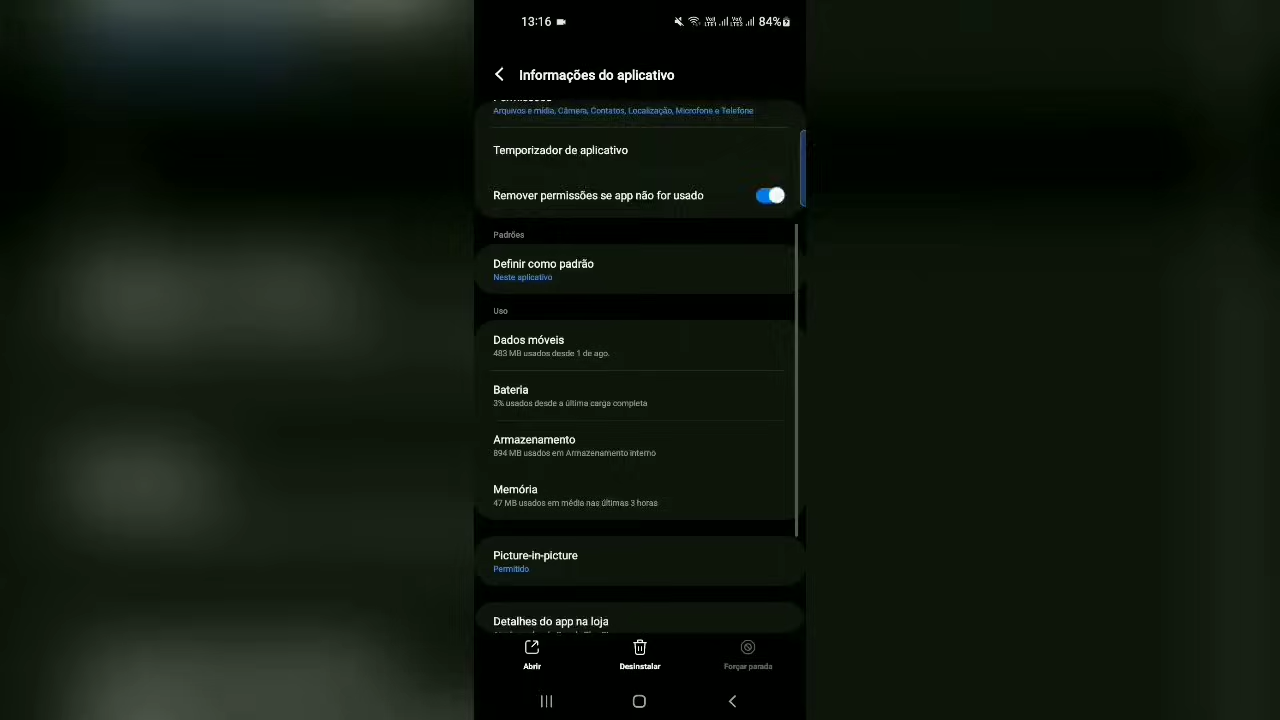 13:16
84%
Informações do aplicativo
Permissões
Arquivos e mídia, Câmera, Contatos, Localização, Microfone e Telefone
Temporizador de aplicativo
Remover permissões se app não for usado
Padrões
Definir como padrão
Neste aplicativo
Uso
Dados móveis
483 MB usados desde 1 de ago.
Bateria
3% usados desde a última carga completa
Armazenamento
894 MB usados em Armazenamento interno
Memória
47 MB usados em média nas últimas 3 horas
Picture-in-picture
Permitido
Detalhes do app na loja
Abrir
Desinstalar
Forçar parada